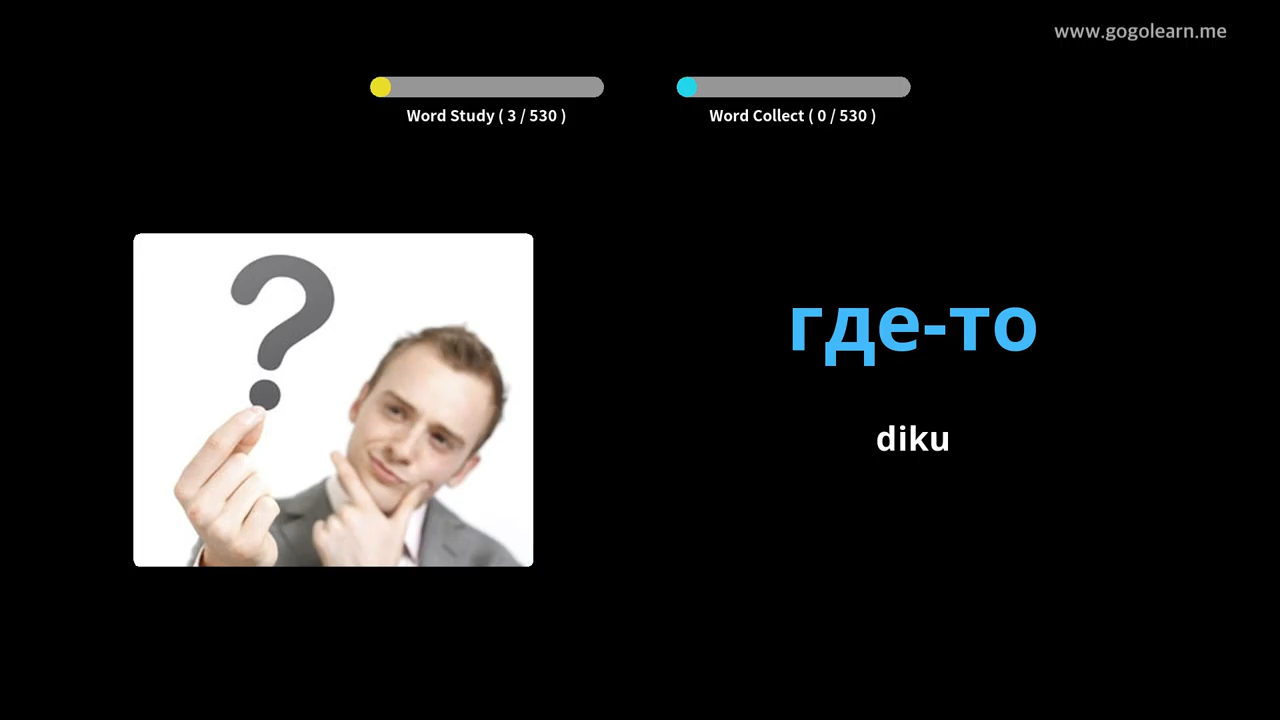 www.gogolearn.me
Word Study ( 3 / 530 )
Word Collect ( 0 / 530 )
?
где-то
diku